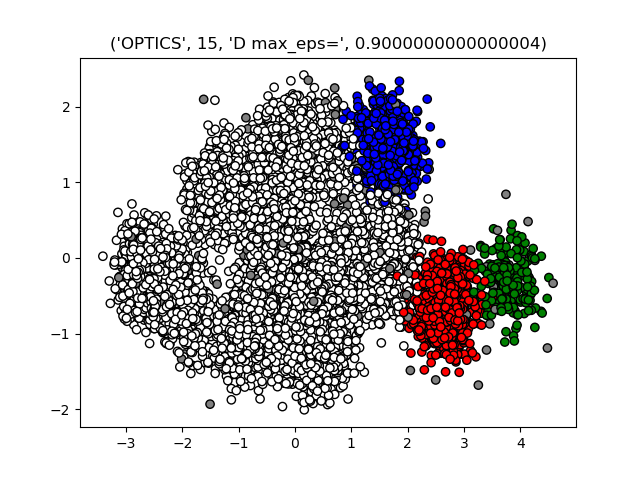 ('OPTICS', 15, 'D max_eps=', 0.9000000000000004)
2
1
0
−1
−2
−3 −2 −1 0 1 2 3 4